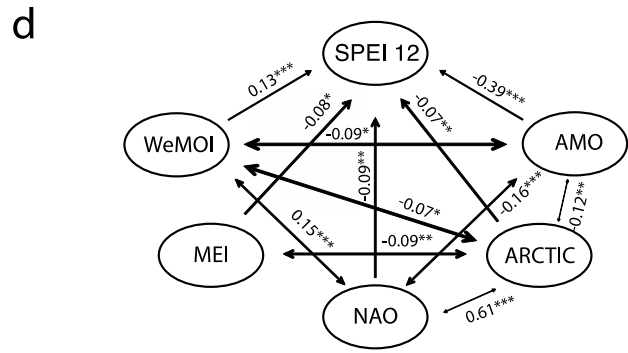 d
SPEI 12
0.13***
-0.39***
-0.08*
-0.07**
WeMOI
-0.09*
AMO
-0.09**
-0.16***
-0.12**
-0.07*
0.15***
MEI
-0.09**
ARCTIC
NAO
0.61***